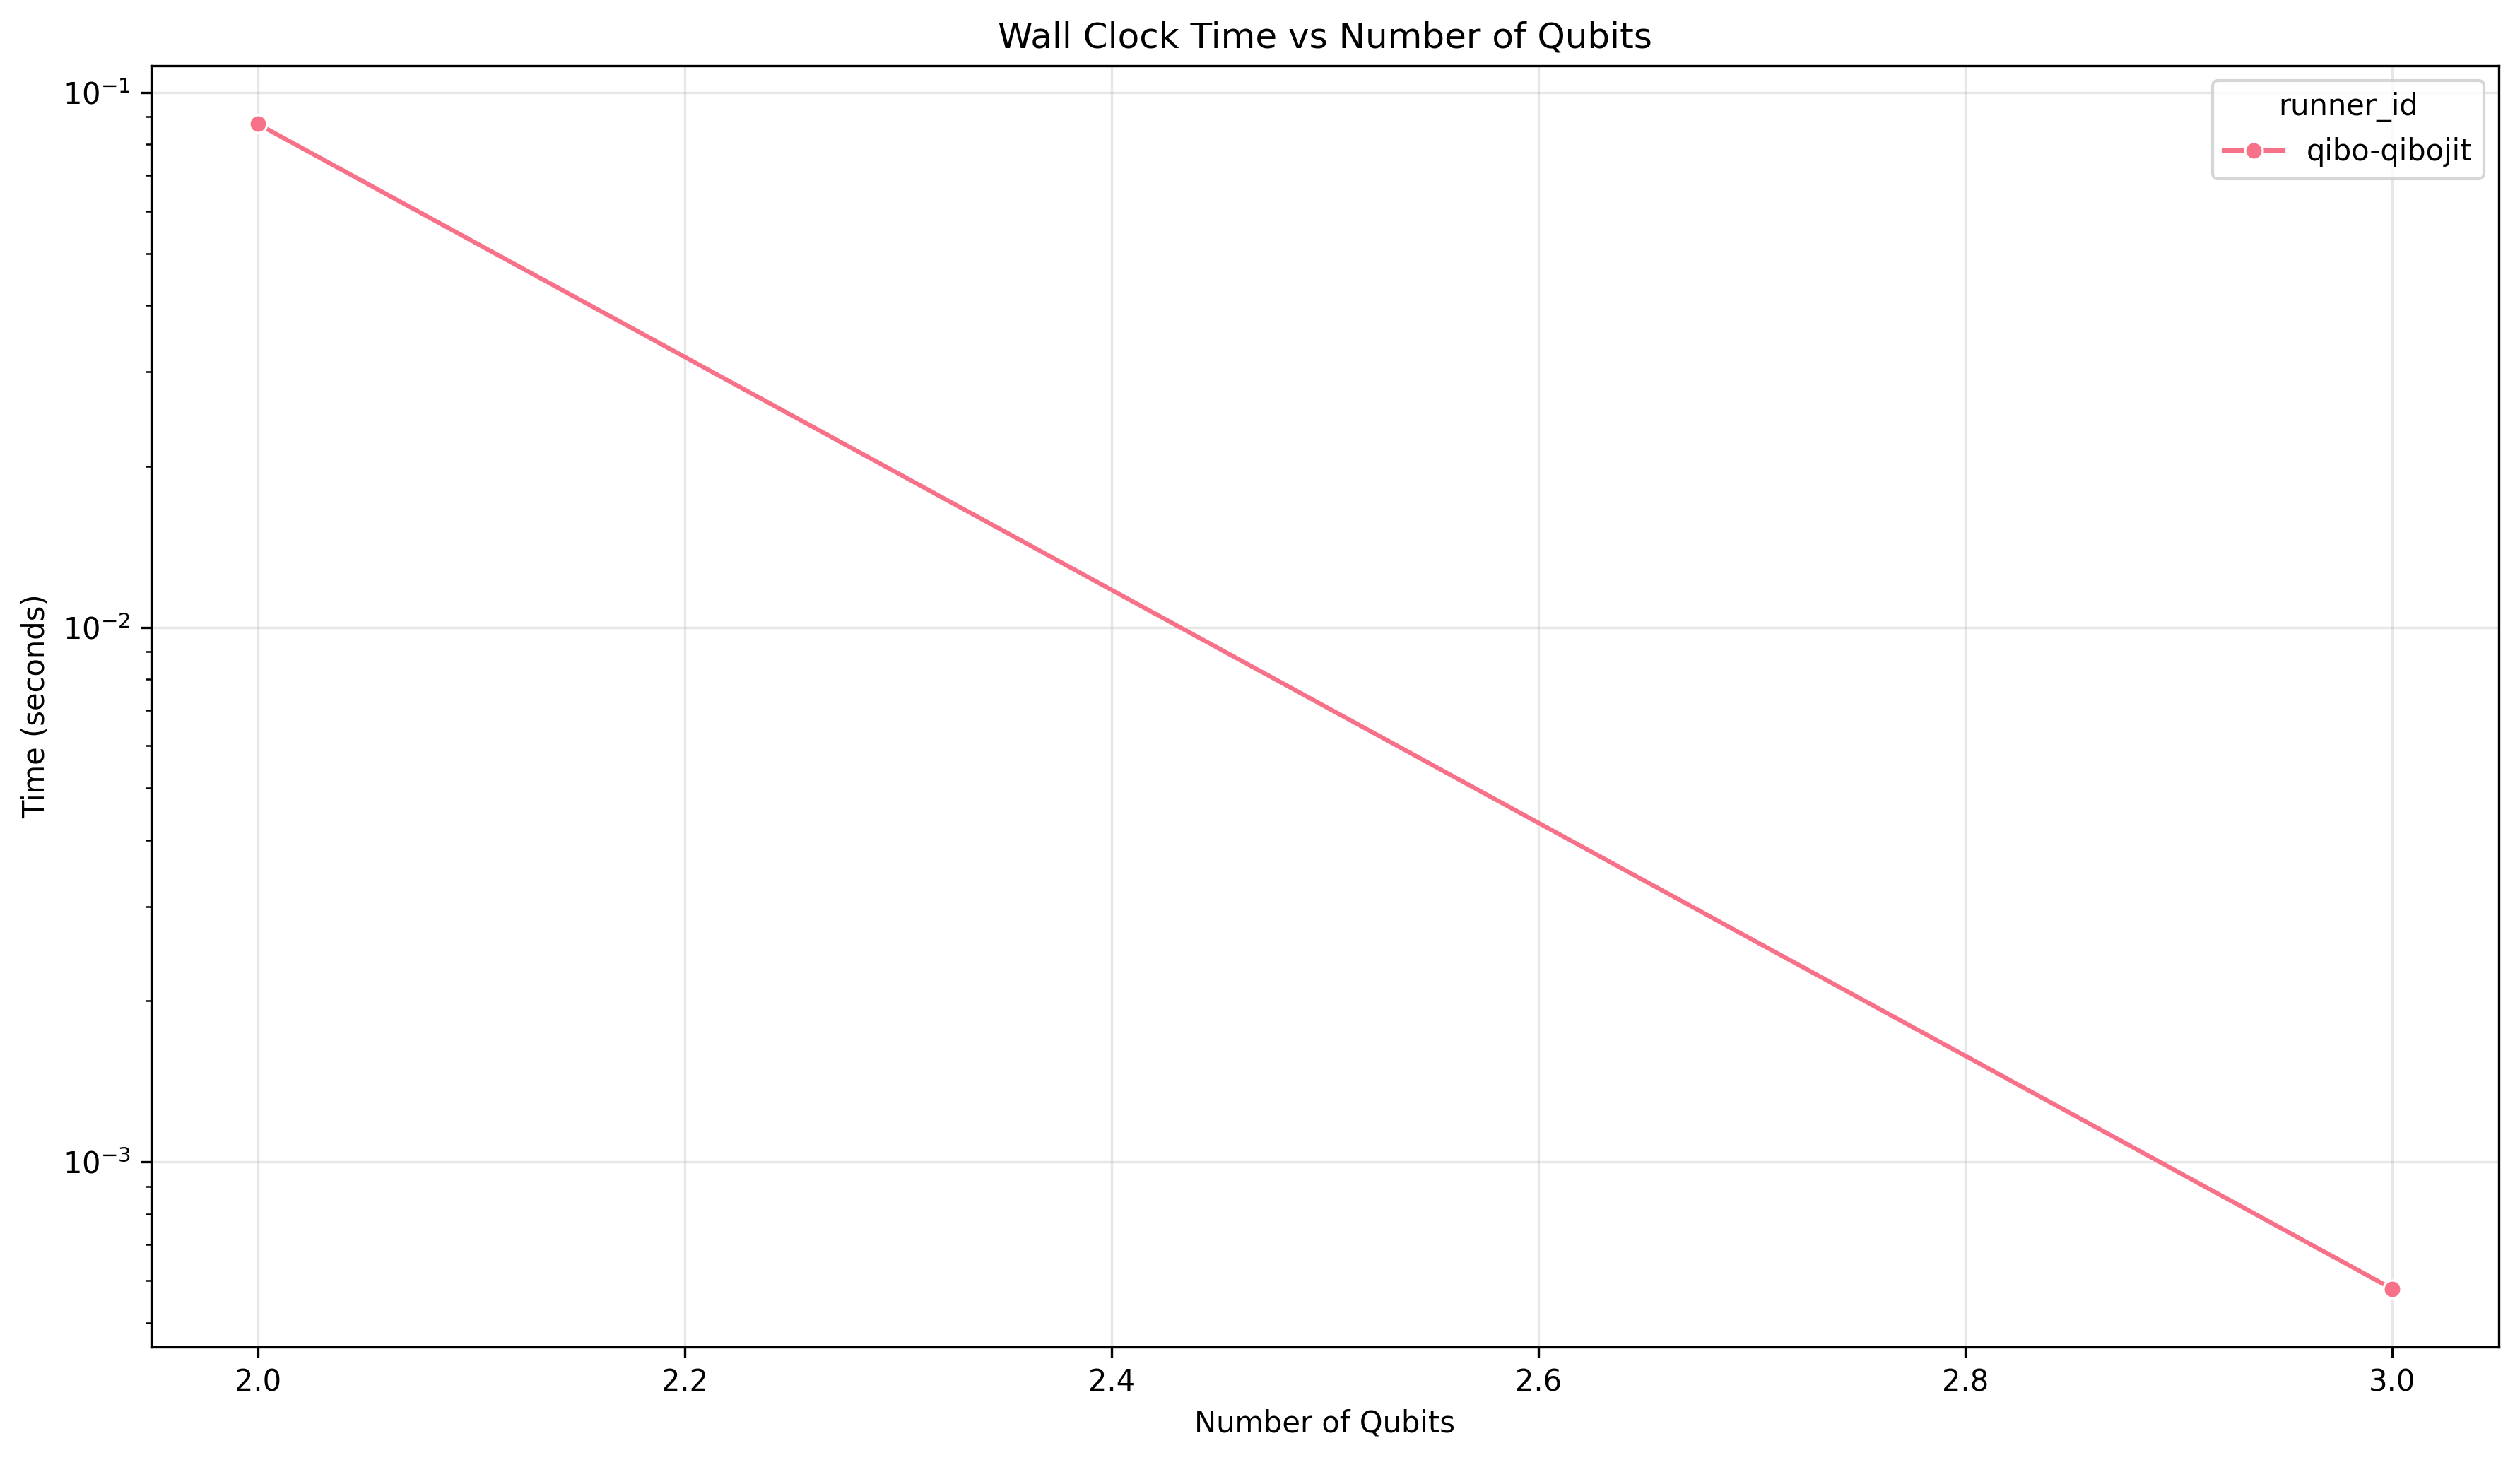 Wall Clock Time vs Number of Qubits
runner_id
qibo-qibojit
Time (seconds)
10⁻¹
10⁻²
10⁻³
2.0 2.2 2.4 2.6 2.8 3.0
Number of Qubits